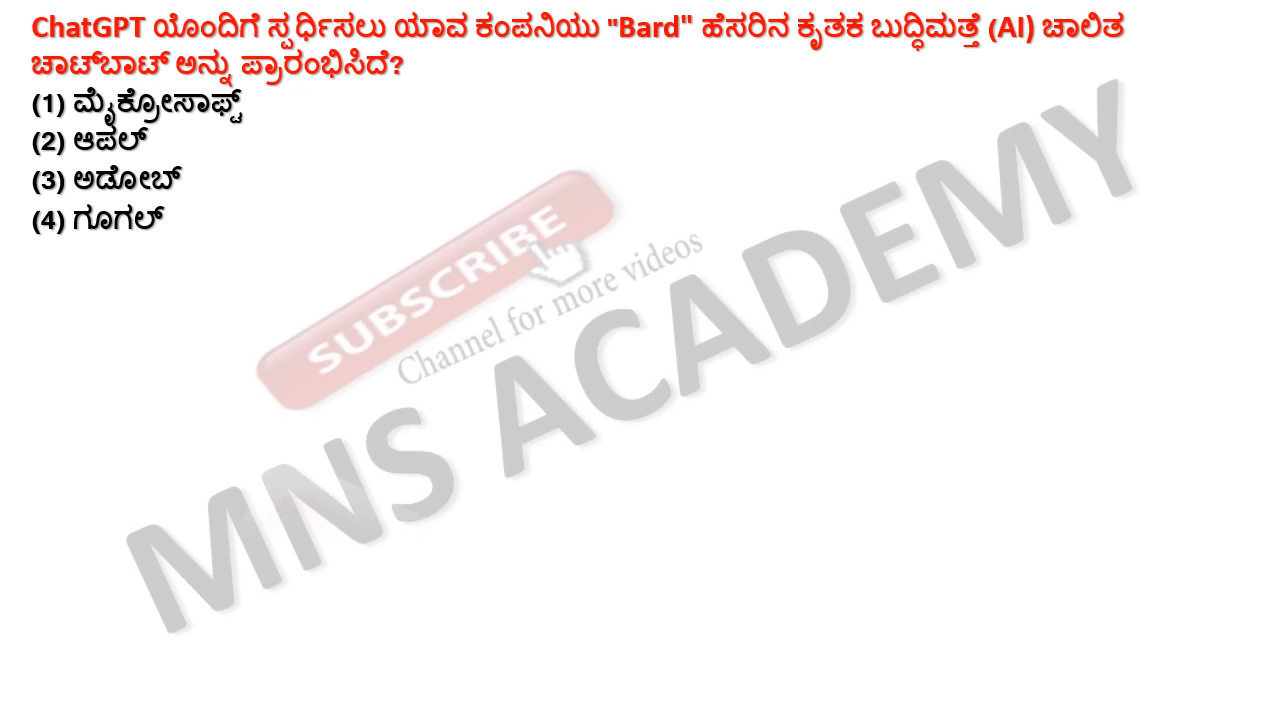 ChatGPT ಯೊಂದಿಗೆ ಸ್ಪರ್ಧಿಸಲು ಯಾವ ಕಂಪನಿಯು "Bard" ಹೆಸರಿನ ಕೃತಕ ಬುದ್ಧಿಮತ್ತೆ (AI) ಚಾಲಿತ
ಚಾಟ್‌ಬಾಟ್ ಅನ್ನು ಪ್ರಾರಂಭಿಸಿದೆ?
(1) ಮೈಕ್ರೋಸಾಫ್ಟ್
(2) ಆಪಲ್
(3) ಅಡೋಬ್
(4) ಗೂಗಲ್
SUBSCRIBE
Channel for more videos
MNS ACADEMY